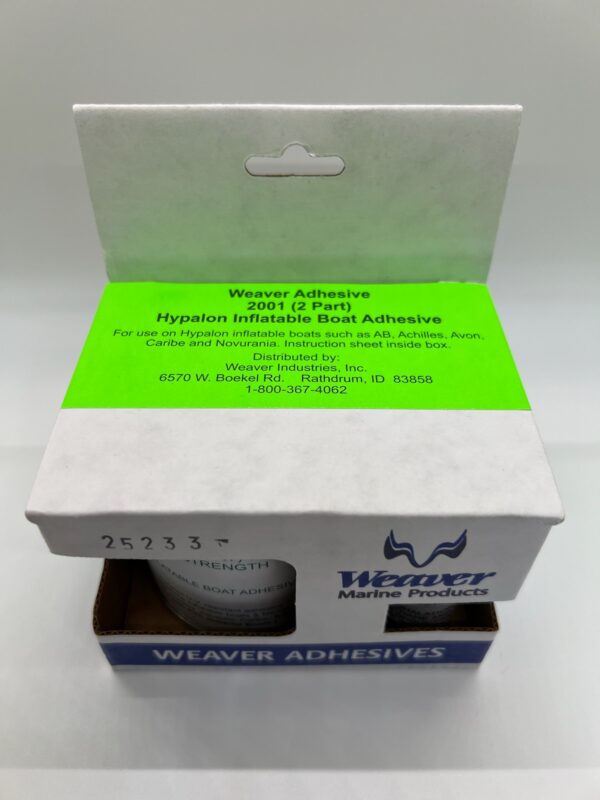 Weaver Adhesive
2001 (2 Part)
Hypalon Inflatable Boat Adhesive
For use on Hypalon inflatable boats such as AB, Achilles, Avon,
Caribe and Novurania. Instruction sheet inside box.
Distributed by:
Weaver Industries, Inc.
6570 W. Boekel Rd. Rathdrum, ID 83858
1-800-367-4062
25233
Weaver
Marine Products
STRENGTH
BOAT ADHESIV
WEAVER ADHESIVES